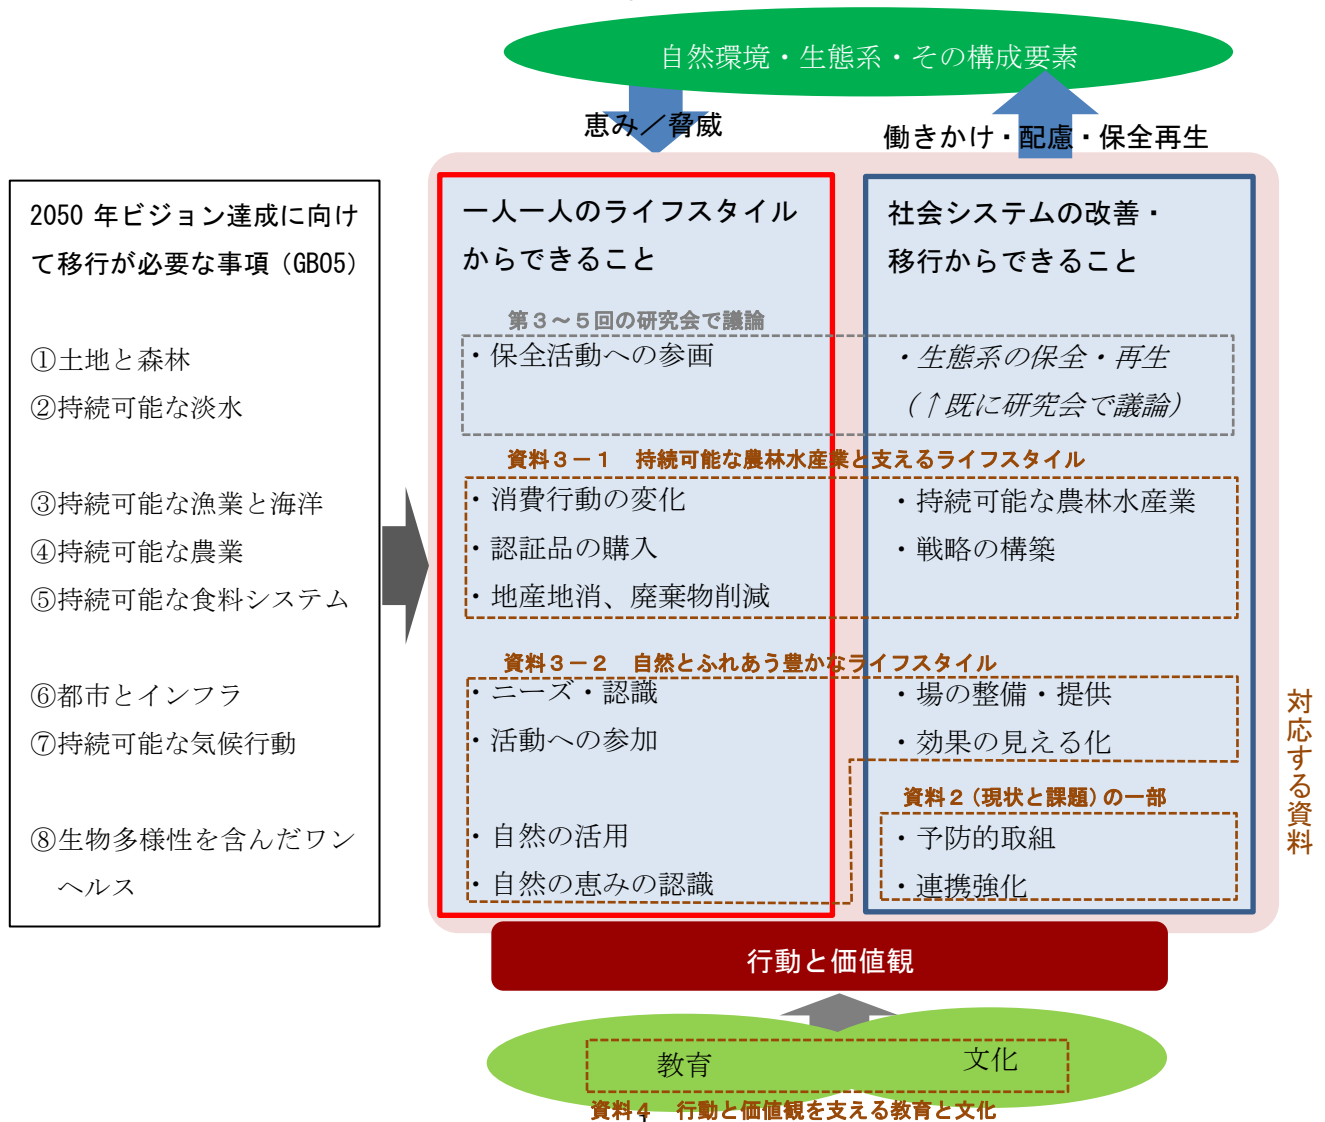 自然環境・生態系・その構成要素
恵み／脅威
働きかけ・配慮・保全再生
2050 年ビジョン達成に向け
て移行が必要な事項（GBO5）
①土地と森林
②持続可能な淡水
③持続可能な漁業と海洋
④持続可能な農業
⑤持続可能な食料システム
⑥都市とインフラ
⑦持続可能な気候行動
⑧生物多様性を含んだワン
ヘルス
一人一人のライフスタイル
からできること
社会システムの改善・
移行からできること
第３～５回の研究会で議論
・保全活動への参画
・生態系の保全・再生
（↑既に研究会で議論）
資料３－１　持続可能な農林水産業と支えるライフスタイル
・消費行動の変化
・認証品の購入
・地産地消、廃棄物削減
・持続可能な農林水産業
・戦略の構築
資料３－２　自然とふれあう豊かなライフスタイル
・ニーズ・認識
・活動への参加
・自然の活用
・自然の恵みの認識
・場の整備・提供
・効果の見える化
資料２（現状と課題）の一部
・予防的取組
・連携強化
対応する資料
行動と価値観
教育
文化
資料４　行動と価値観を支える教育と文化